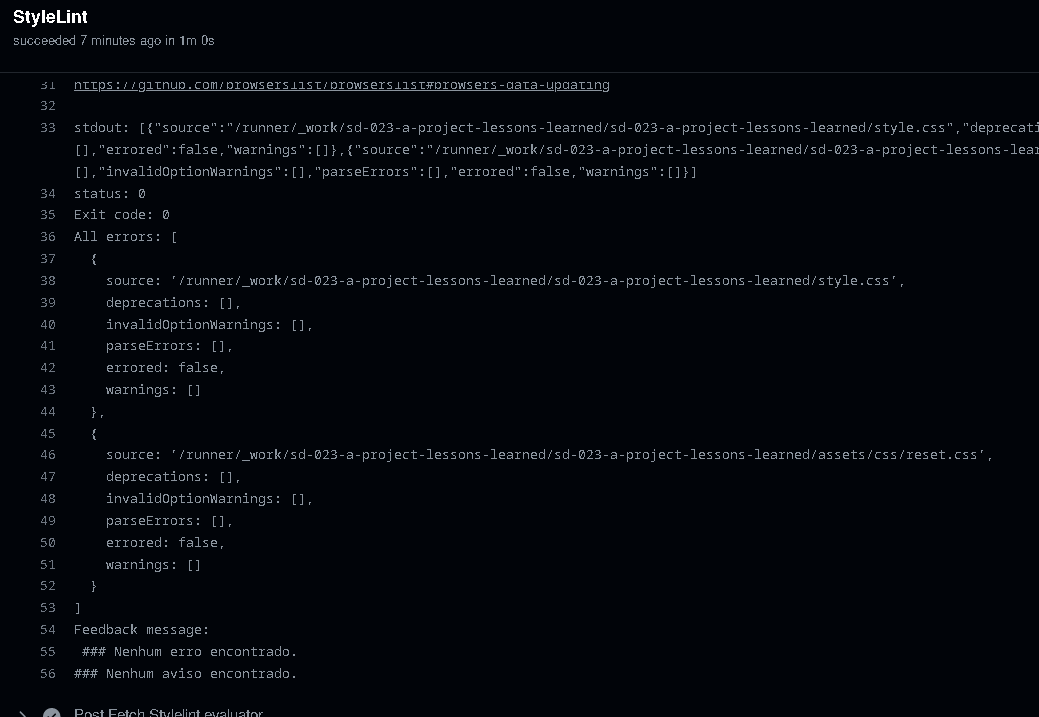 StyleLint
succeeded 7 minutes ago in 1m 0s
31 https://github.com/browserslist/browserslist#browsers-data-updating
32
33 stdout: [{"source":"/runner/_work/sd-023-a-project-lessons-learned/sd-023-a-project-lessons-learned/style.css","deprecati
[],"errored":false,"warnings":[]},{"source":"/runner/_work/sd-023-a-project-lessons-learned/sd-023-a-project-lessons-lear
[],"invalidOptionWarnings":[],"parseErrors":[],"errored":false,"warnings":[]}]
34 status: 0
35 Exit code: 0
36 All errors: [
37 {
38 source: '/runner/_work/sd-023-a-project-lessons-learned/sd-023-a-project-lessons-learned/style.css',
39 deprecations: [],
40 invalidOptionWarnings: [],
41 parseErrors: [],
42 errored: false,
43 warnings: []
44 },
45 {
46 source: '/runner/_work/sd-023-a-project-lessons-learned/sd-023-a-project-lessons-learned/assets/css/reset.css',
47 deprecations: [],
48 invalidOptionWarnings: [],
49 parseErrors: [],
50 errored: false,
51 warnings: []
52 }
53 ]
54 Feedback message:
55 ### Nenhum erro encontrado.
56 ### Nenhum aviso encontrado.
Post Fetch Stylelint evaluator